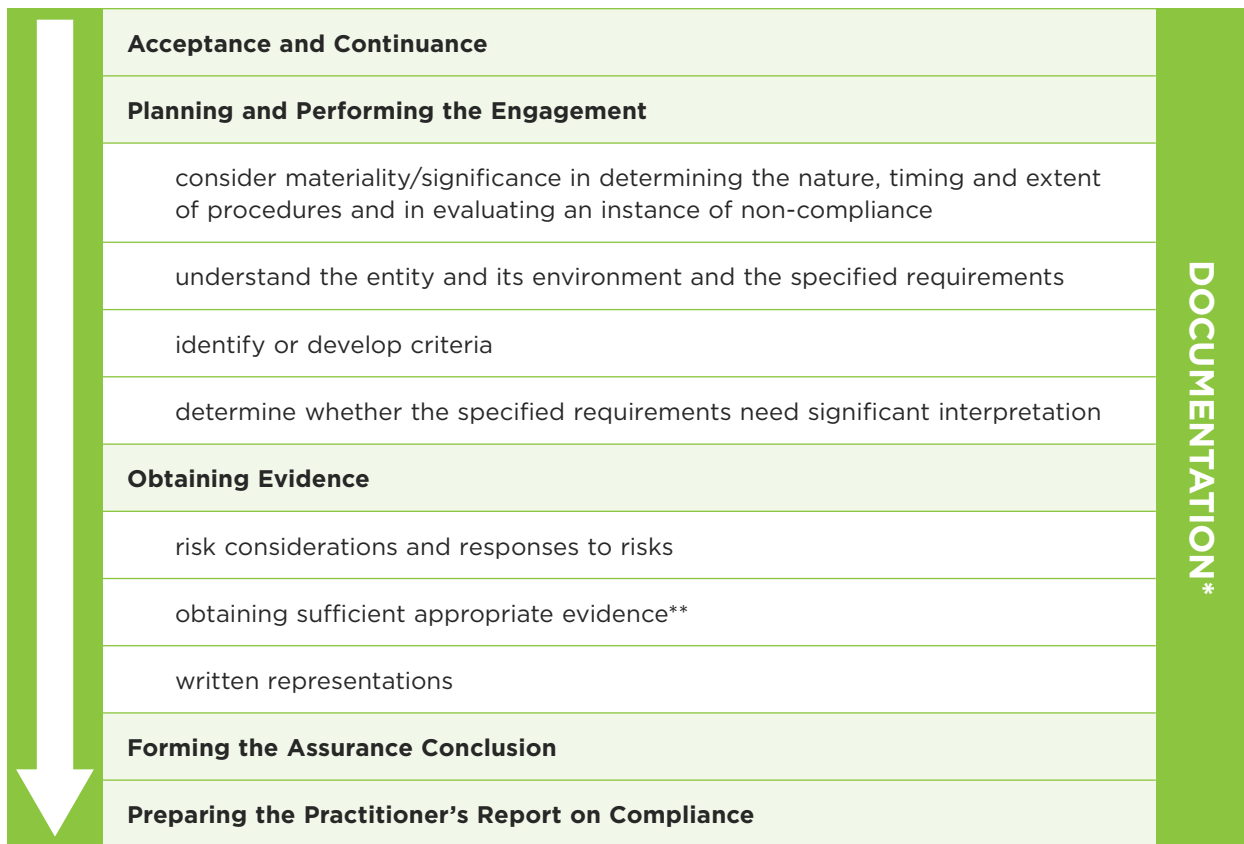 Acceptance and Continuance
Planning and Performing the Engagement
consider materiality/significance in determining the nature, timing and extent
of procedures and in evaluating an instance of non-compliance
understand the entity and its environment and the specified requirements
identify or develop criteria
determine whether the specified requirements need significant interpretation
Obtaining Evidence
risk considerations and responses to risks
obtaining sufficient appropriate evidence**
written representations
Forming the Assurance Conclusion
Preparing the Practitioner’s Report on Compliance
DOCUMENTATION*